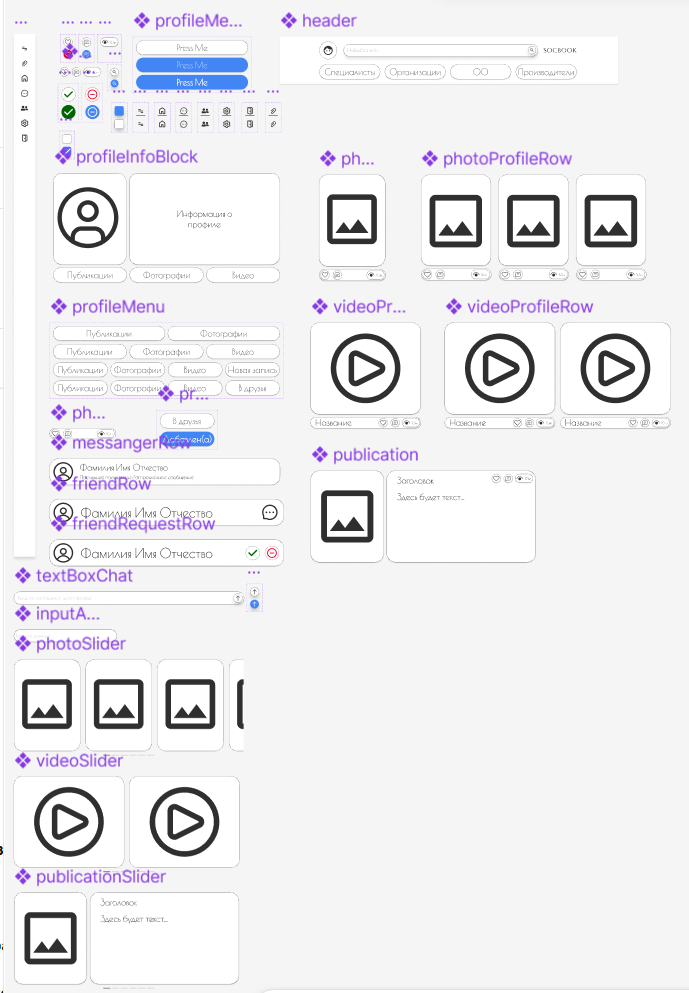 profileMe...
header
Press Me
Press Me
Press Me
SOCBOOK
Специалисты
Организации
ОО
Производители
profileInfoBlock
ph...
photoProfileRow
Информация о
профиле
Публикации
Фотографии
Видео
profileMenu
videoPr...
videoProfileRow
Публикации
Фотографии
Публикации
Фотографии
Видео
Публикации
Фотографии
Видео
Новая запись
Публикации
Фотографии
Видео
В друзья
pr...
ph...
В друзья
Добавлен(а)
Название
Название
Название
messangerRow
publication
Фамилия Имя Отчество
friendRow
Фамилия Имя Отчество
friendRequestRow
Фамилия Имя Отчество
Заголовок
Здесь будет текст...
textBoxChat
inputA...
photoSlider
videoSlider
publicationSlider
Заголовок
Здесь будет текст...